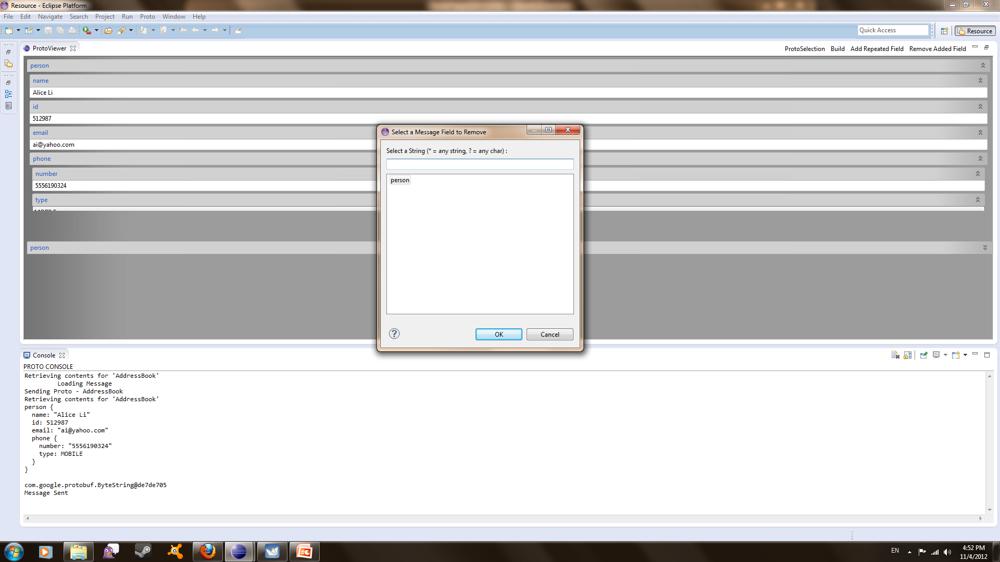 Resource - Eclipse Platform
File Edit Navigate Search Project Run Proto Window Help
Quick Access
Resource
ProtoViewer
ProtoSelection Build Add Repeated Field Remove Added Field
person
name
Alice Li
id
512987
email
ai@yahoo.com
phone
number
5556190324
type
MOBILE
person
Select a Message Field to Remove
Select a String (* = any string, ? = any char) :
person
OK Cancel
Console
PROTO CONSOLE
Retrieving contents for 'AddressBook'
Loading Message
Sending Proto - AddressBook
Retrieving contents for 'AddressBook'
person {
name: "Alice Li"
id: 512987
email: "ai@yahoo.com"
phone {
number: "5556190324"
type: MOBILE
}
}
com.google.protobuf.ByteString@de7de705
Message Sent
EN
4:52 PM
11/4/2012